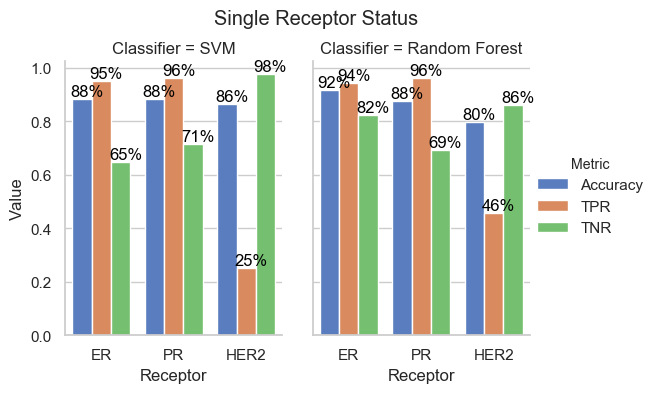 Single Receptor Status
Classifier = SVM
Classifier = Random Forest
1.0
0.8
0.6
0.4
0.2
0.0
Value
88%
95%
65%
88%
96%
71%
86%
25%
98%
92%
94%
82%
88%
96%
69%
80%
46%
86%
ER
PR
HER2
ER
PR
HER2
Receptor
Receptor
Metric
Accuracy
TPR
TNR